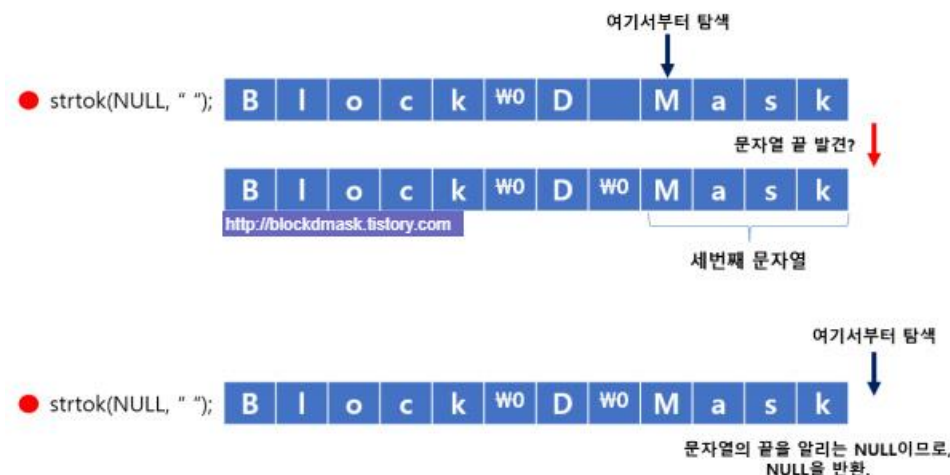 여기서부터 탐색
strtok(NULL, " "); B l o c k ₩0 D M a s k
문자열 끝 발견?
B l o c k ₩0 D ₩0 M a s k
http://blockdmask.tistory.com
세번째 문자열
여기서부터 탐색
strtok(NULL, " "); B l o c k ₩0 D ₩0 M a s k
문자열의 끝을 알리는 NULL이므로,
NULL을 반환.